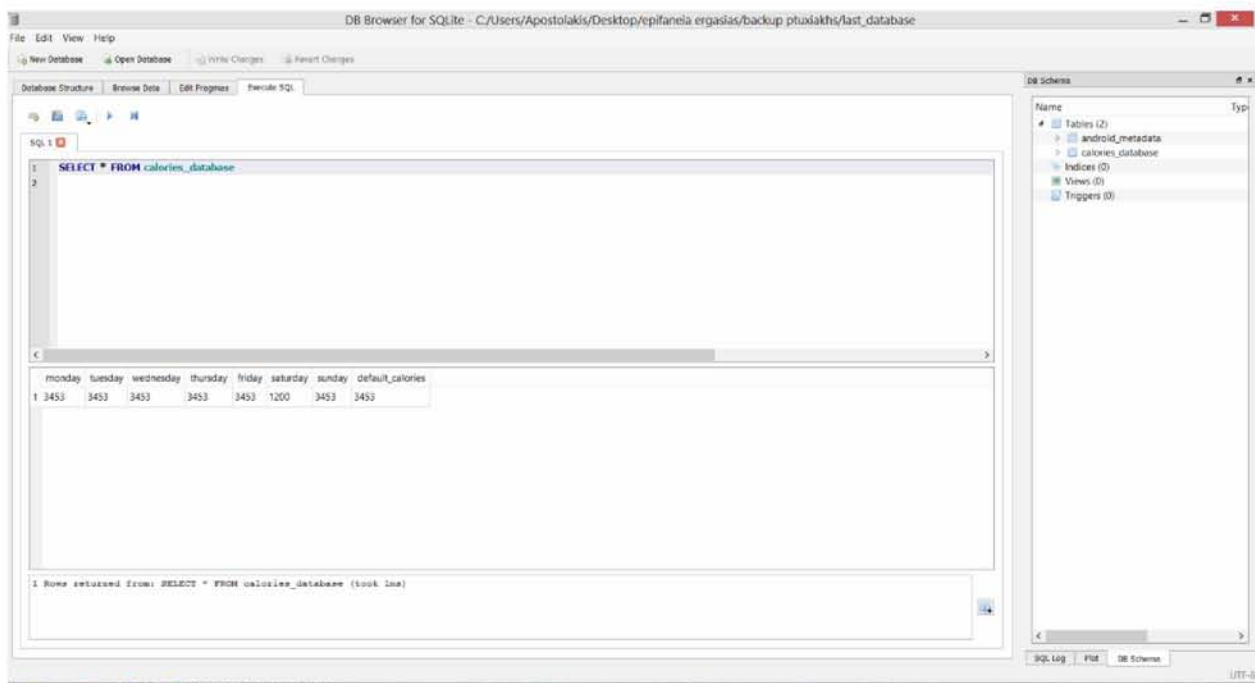 DB Browser for SQLite - C:/Users/Apostolakis/Desktop/epifaneia ergasias/backup ptuxiakhs/last_database
File Edit View Help
New Database Open Database Write Changes Revert Changes
Database Structure Browse Data Edit Pragmas Execute SQL
SQL 1
1 SELECT * FROM calories_database
2
monday tuesday wednesday thursday friday saturday sunday default_calories
1 3453 3453 3453 3453 3453 1200 3453 3453
1 Rows returned from: SELECT * FROM calories_database (took 1ms)
DB Schema
Name Typ
Tables (2)
android_metadata
calories_database
Indices (0)
Views (0)
Triggers (0)
SQL Log Plot DB Schema
UTF-8